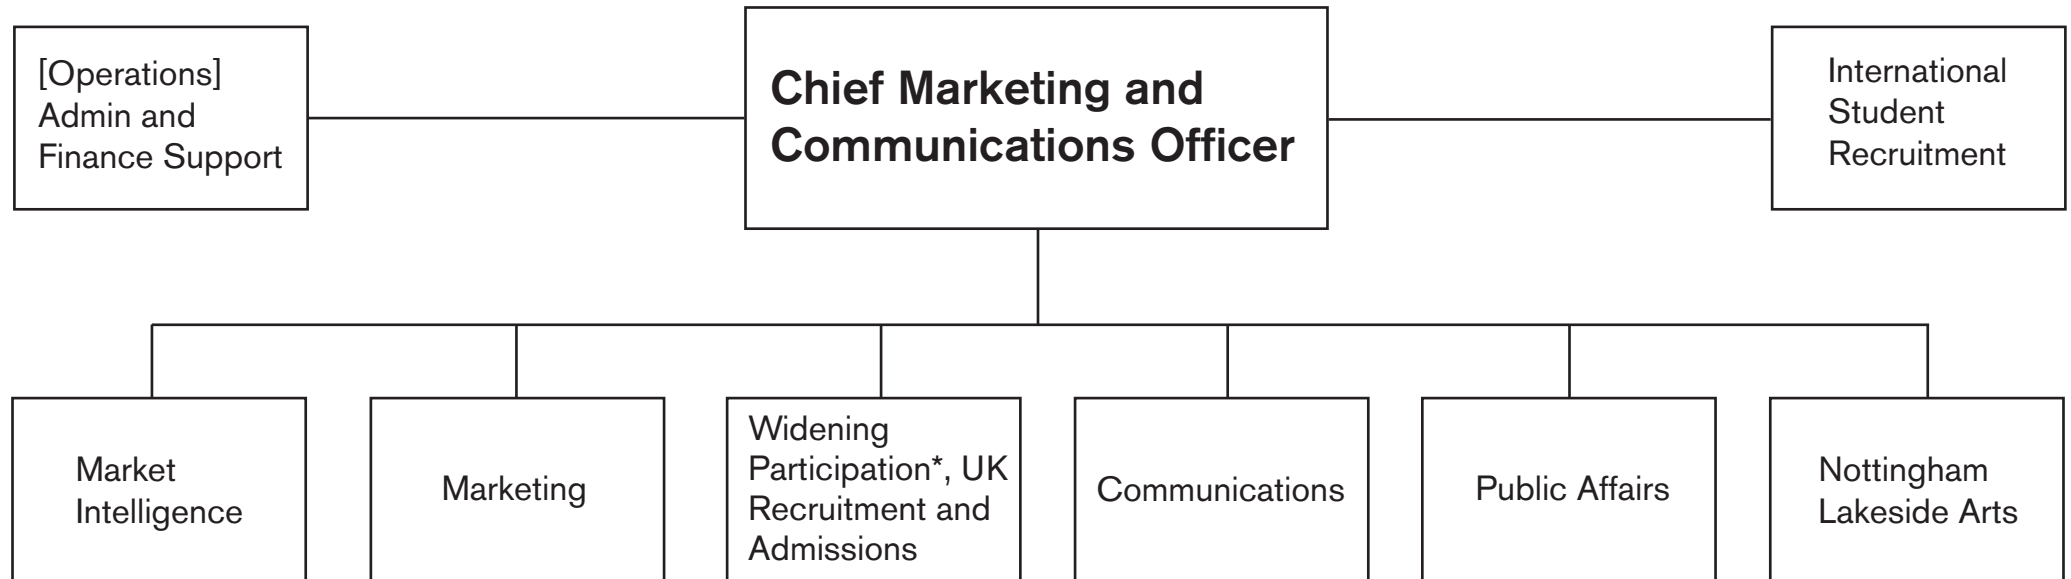 [Operations]
Admin and
Finance Support
Chief Marketing and
Communications Officer
International
Student
Recruitment
Market
Intelligence
Marketing
Widening
Participation*, UK
Recruitment and
Admissions
Communications
Public Affairs
Nottingham
Lakeside Arts